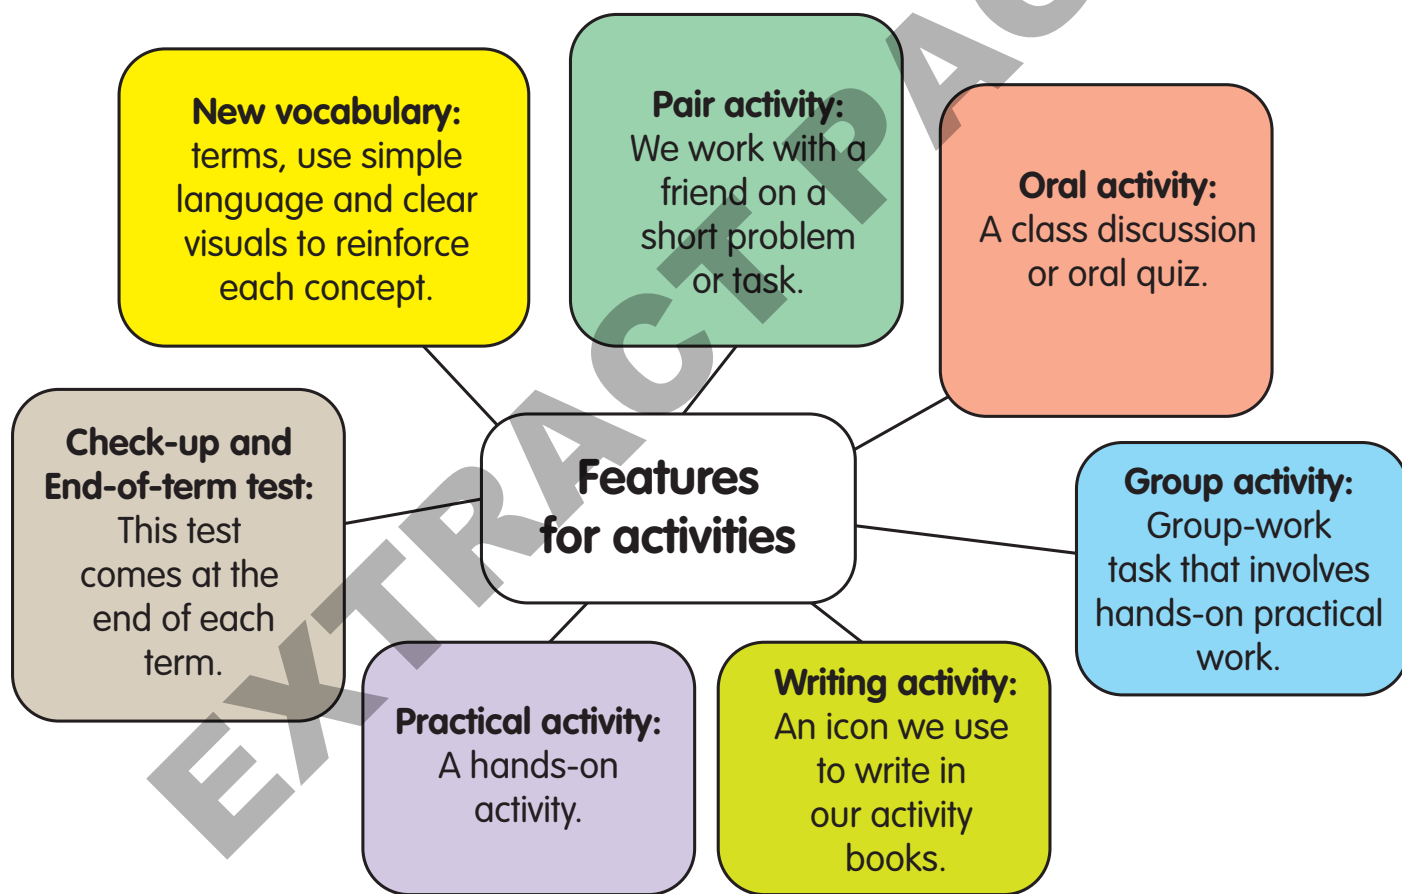 New vocabulary:
terms, use simple
language and clear
visuals to reinforce
each concept.
Pair activity:
We work with a
friend on a
short problem
or task.
Oral activity:
A class discussion
or oral quiz.
Check-up and
End-of-term test:
This test
comes at the
end of each
term.
Features
for activities
Group activity:
Group-work
task that involves
hands-on practical
work.
Practical activity:
A hands-on
activity.
Writing activity:
An icon we use
to write in
our activity
books.
EXTRACT PAG